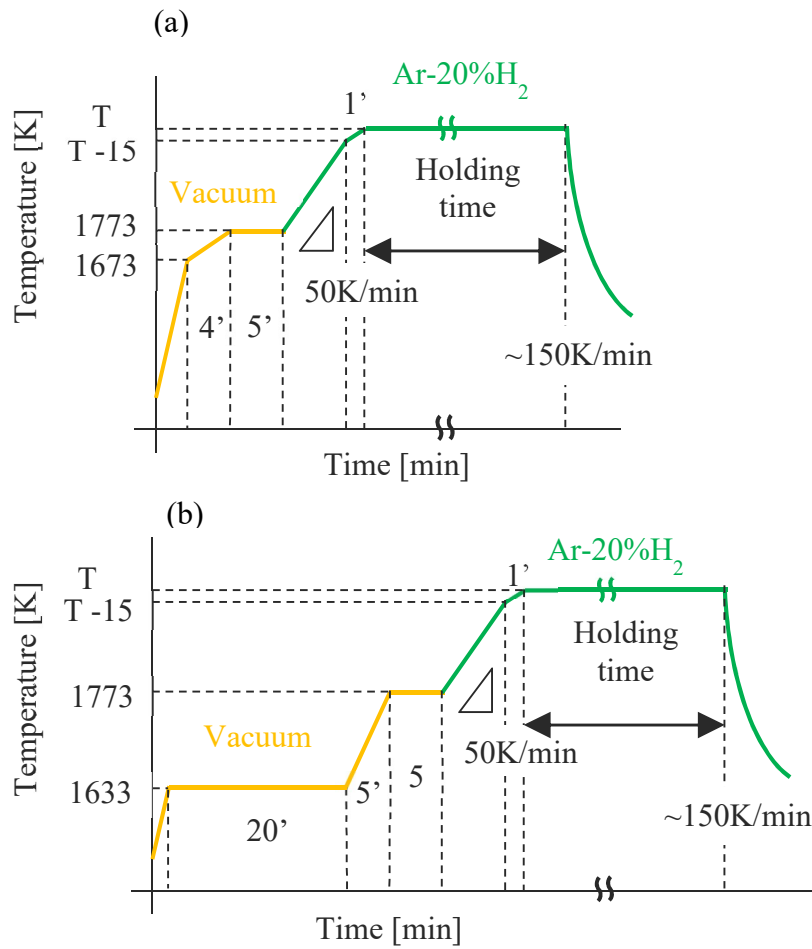 (a)
Ar-20%H₂
1’
T
T -15
Vacuum
Holding
time
1773
1673
50K/min
4’
5’
~150K/min
Temperature [K]
Time [min]
(b)
Ar-20%H₂
1’
T
T -15
Holding
time
1773
Vacuum
50K/min
5’
5
1633
20’
~150K/min
Temperature [K]
Time [min]